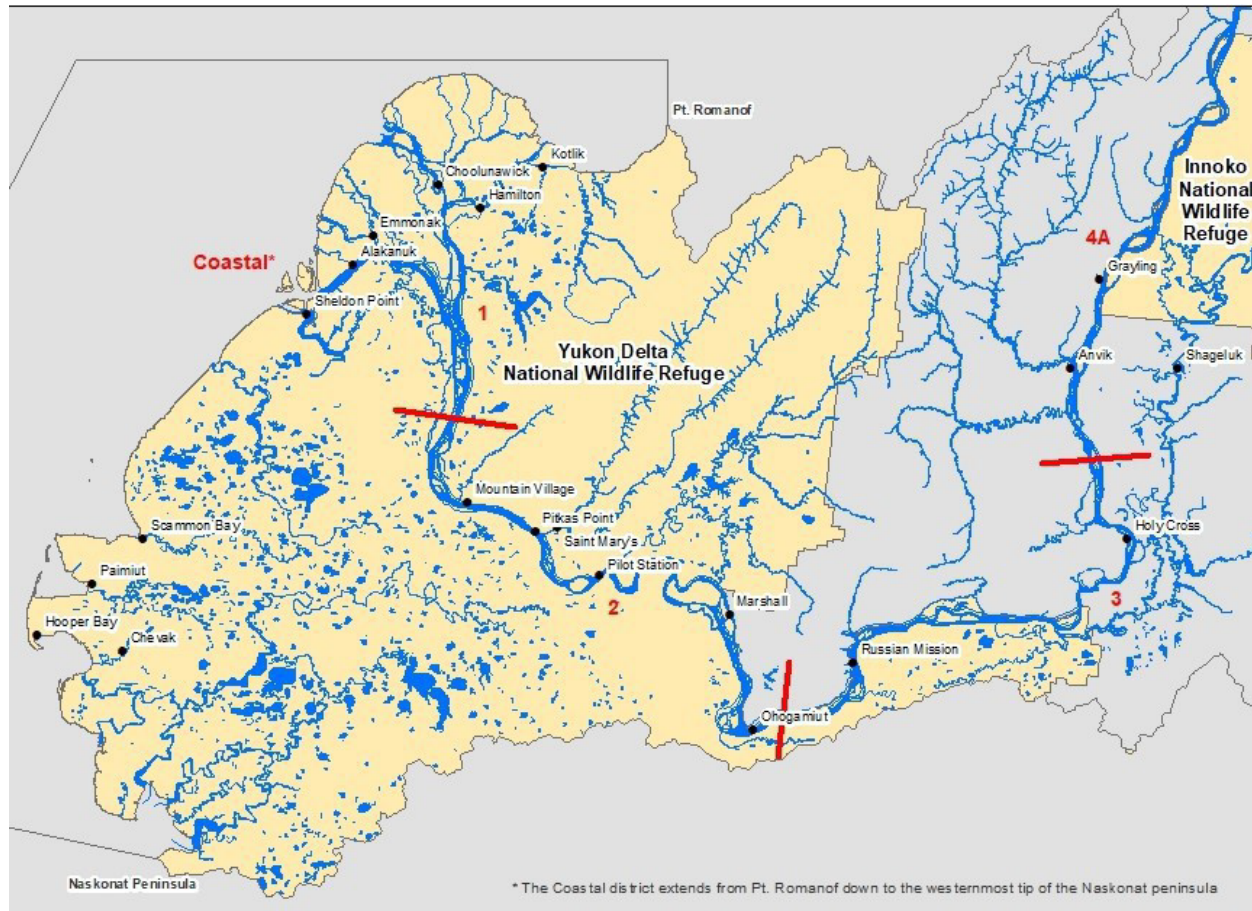 Pt. Romanof
Kotlik
Choolunawick
Hamilton
Innoko
National
Wildlife
Refuge
Emmonak
4A
Coastal*
Alakanuk
Grayling
Sheldon Point
1
Yukon Delta
National Wildlife Refuge
Anvik
Shageluk
Mountain Village
Pitkas Point
Scammon Bay
Saint Mary's
Holy Cross
Paimiut
Pilot Station
2
Marshall
3
Hooper Bay
Chevak
Russian Mission
Ohogamiut
Naskonat Peninsula
* The Coastal district extends from Pt. Romanof down to the westernmost tip of the Naskonat peninsula